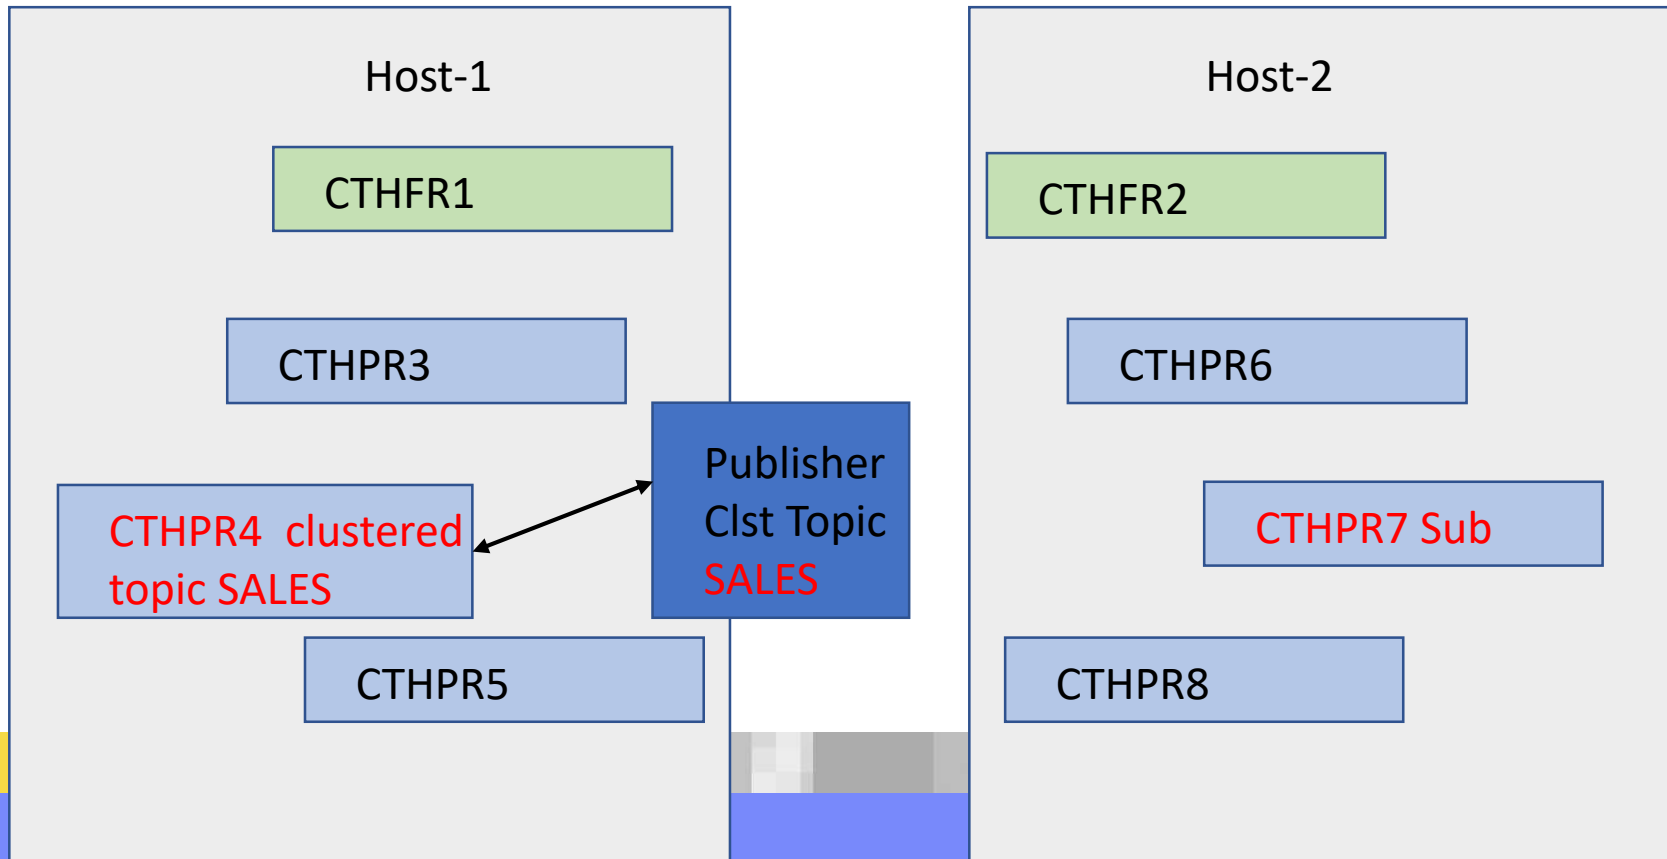 Host-1
CTHFR1
CTHPR3
CTHPR4  clustered
topic SALES
CTHPR5
Publisher
Clst Topic
SALES
Host-2
CTHFR2
CTHPR6
CTHPR7 Sub
CTHPR8